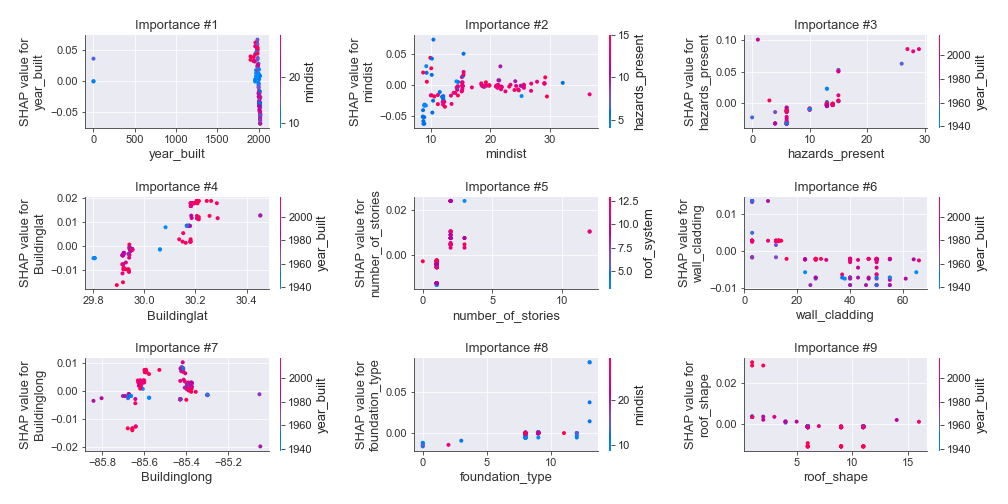 Importance #1
SHAP value for
year_built
0.05
0.00
−0.05
0
500
1000
1500
2000
year_built
20
10
mindist
Importance #2
SHAP value for
mindist
0.050
0.025
0.000
−0.025
−0.050
10
20
30
mindist
15
10
5
hazards_present
Importance #3
SHAP value for
hazards_present
0.10
0.05
0.00
0
10
20
30
hazards_present
2000
1980
1960
1940
year_built
Importance #4
SHAP value for
Buildinglat
0.02
0.01
0.00
−0.01
29.8
30.0
30.2
30.4
Buildinglat
2000
1980
1960
1940
year_built
Importance #5
SHAP value for
number_of_stories
0.02
0.00
0
5
10
number_of_stories
12.5
10.0
7.5
5.0
roof_system
Importance #6
SHAP value for
wall_cladding
0.01
0.00
−0.01
0
20
40
60
wall_cladding
2000
1980
1960
1940
year_built
Importance #7
SHAP value for
Buildinglong
0.01
0.00
−0.01
−0.02
−85.8
−85.6
−85.4
−85.2
Buildinglong
2000
1980
1960
1940
year_built
Importance #8
SHAP value for
foundation_type
0.05
0.00
0
5
10
foundation_type
20
10
mindist
Importance #9
SHAP value for
roof_shape
0.02
0.00
5
10
15
roof_shape
2000
1980
1960
1940
year_built